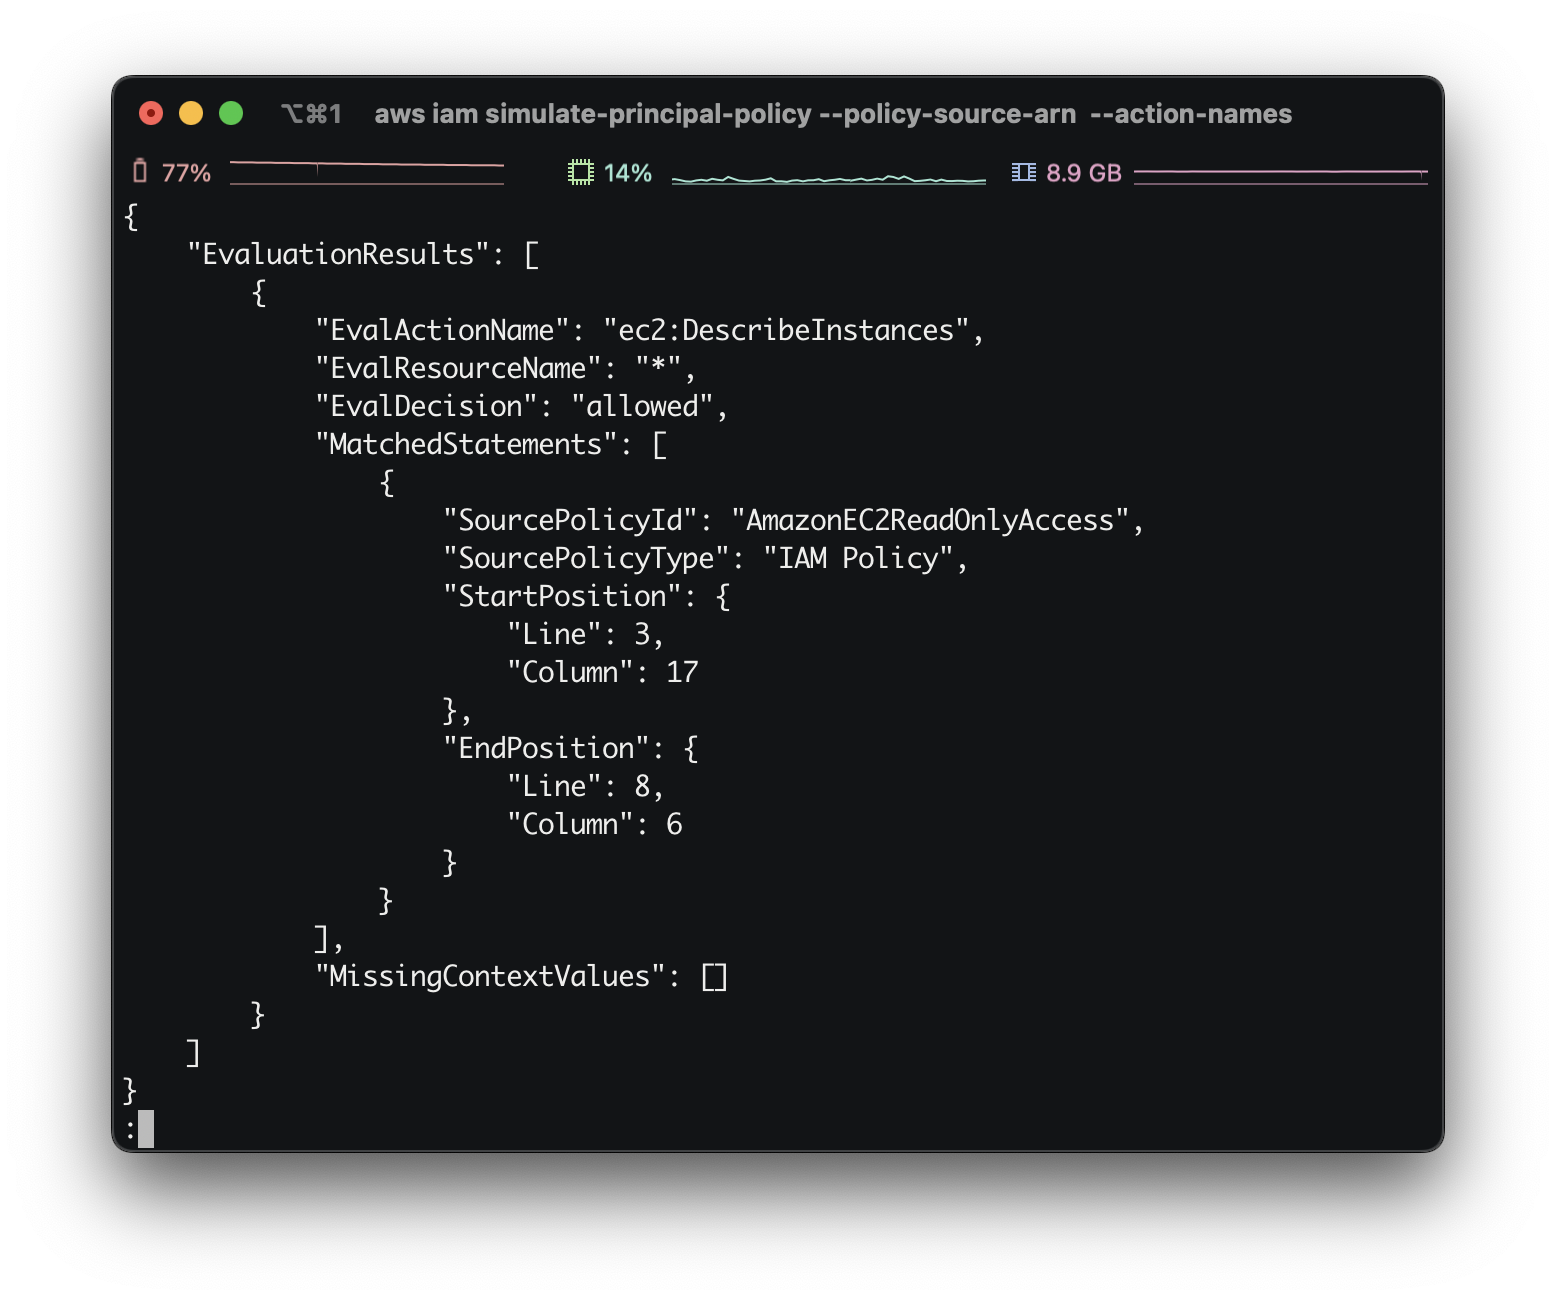 ⌥⌘1 aws iam simulate-principal-policy --policy-source-arn --action-names
77% 14% 8.9 GB
{
    "EvaluationResults": [
        {
            "EvalActionName": "ec2:DescribeInstances",
            "EvalResourceName": "*",
            "EvalDecision": "allowed",
            "MatchedStatements": [
                {
                    "SourcePolicyId": "AmazonEC2ReadOnlyAccess",
                    "SourcePolicyType": "IAM Policy",
                    "StartPosition": {
                        "Line": 3,
                        "Column": 17
                    },
                    "EndPosition": {
                        "Line": 8,
                        "Column": 6
                    }
                }
            ],
            "MissingContextValues": []
        }
    ]
}
: